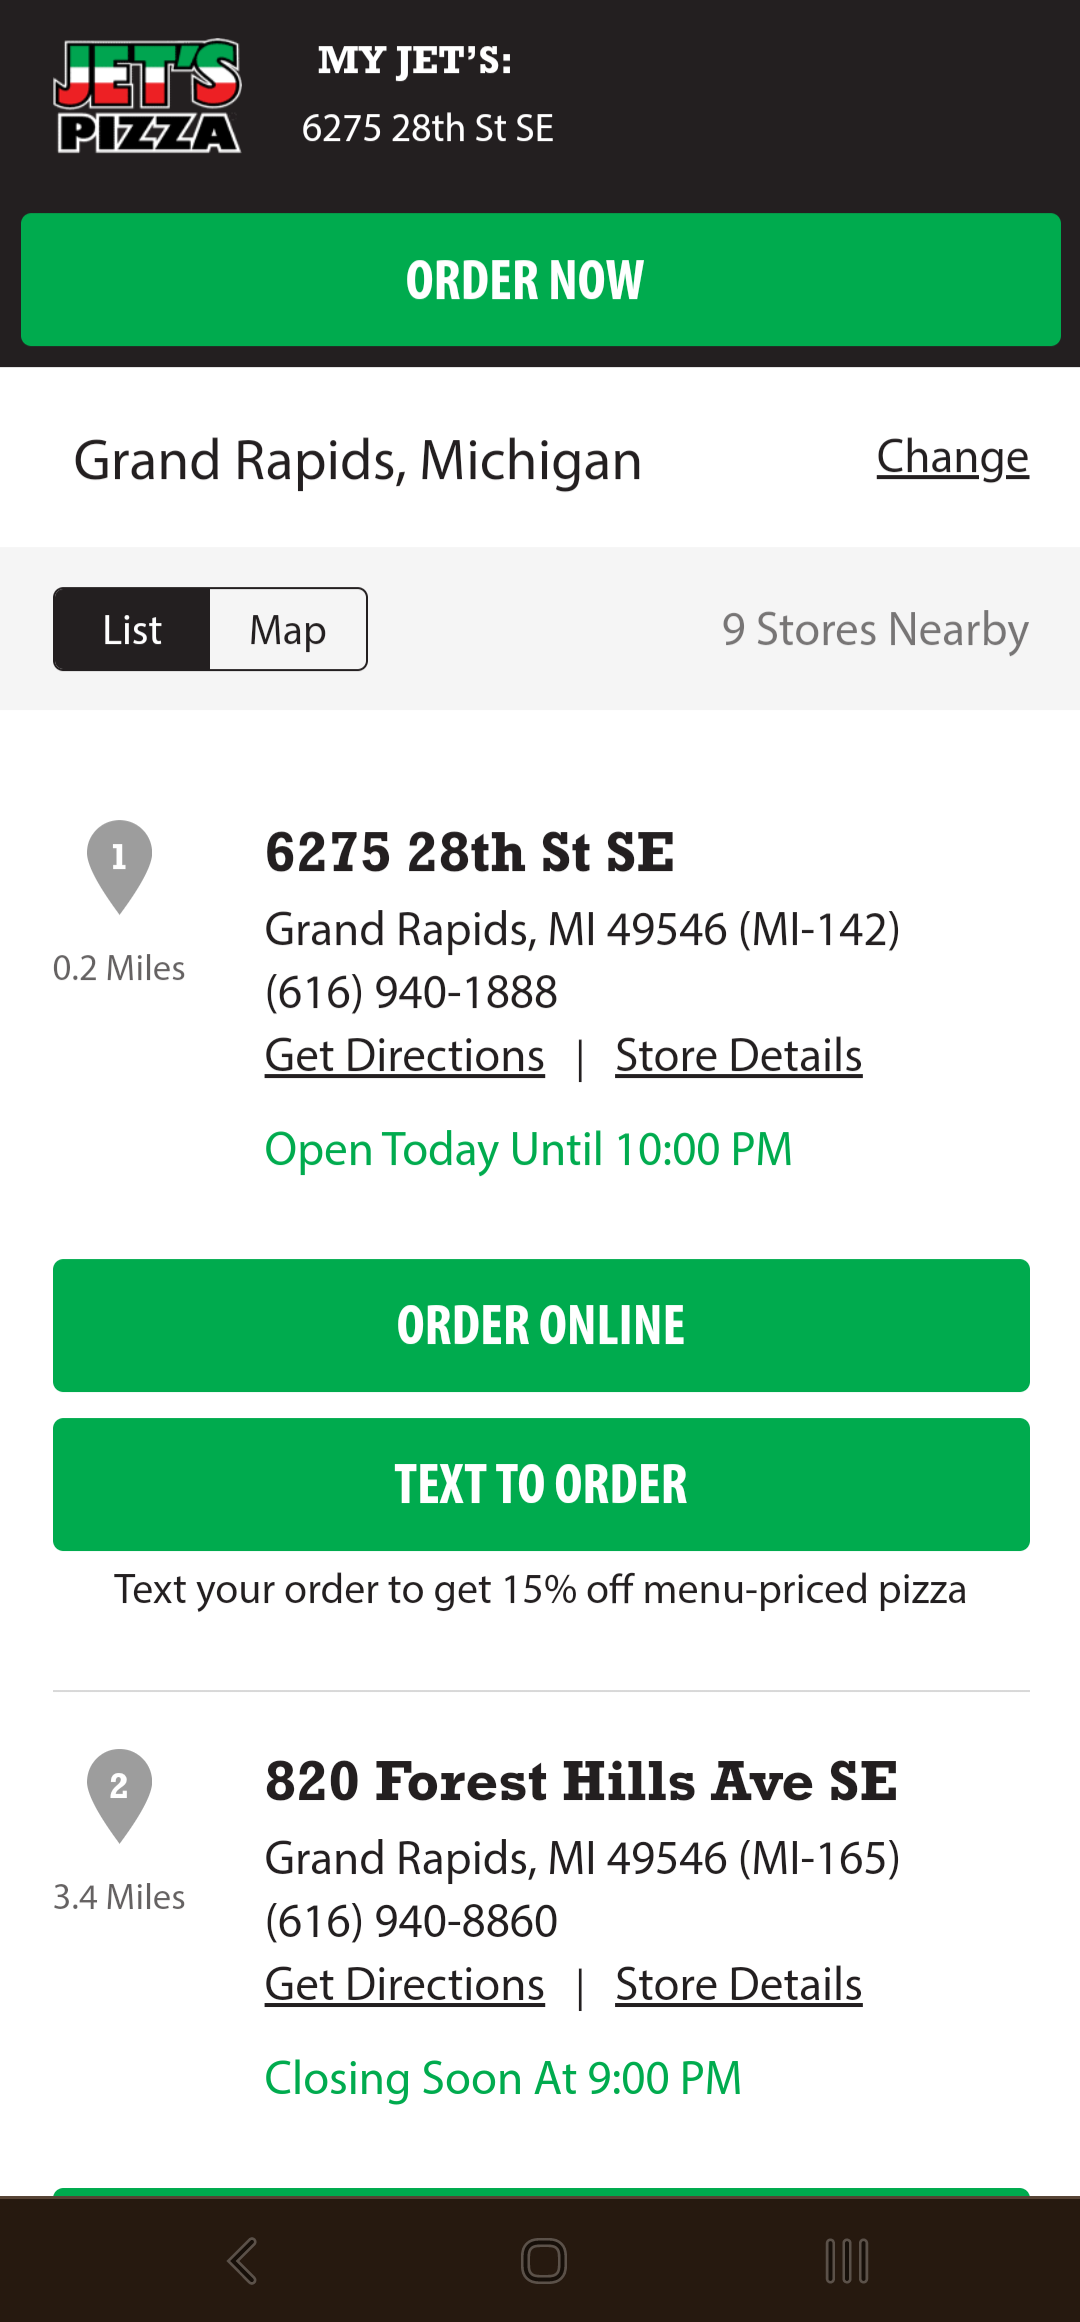 JET'S
PIZZA
MY JET'S:
6275 28th St SE
ORDER NOW
Grand Rapids, Michigan
Change
List
Map
9 Stores Nearby
1
0.2 Miles
6275 28th St SE
Grand Rapids, MI 49546 (MI-142)
(616) 940-1888
Get Directions | Store Details
Open Today Until 10:00 PM
ORDER ONLINE
TEXT TO ORDER
Text your order to get 15% off menu-priced pizza
2
3.4 Miles
820 Forest Hills Ave SE
Grand Rapids, MI 49546 (MI-165)
(616) 940-8860
Get Directions | Store Details
Closing Soon At 9:00 PM